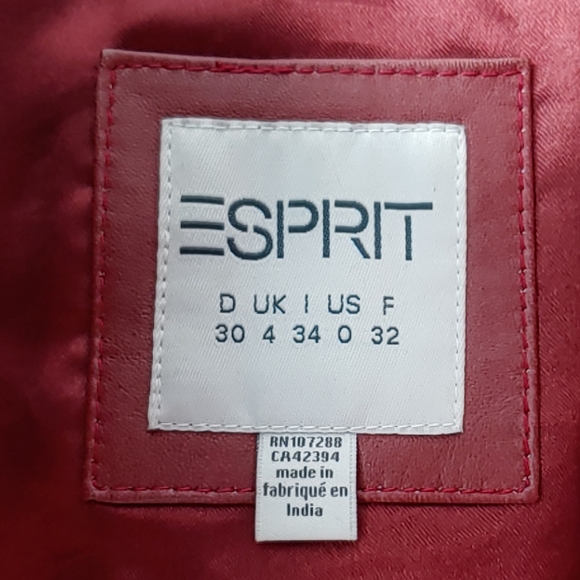 ESPRIT
D UK I US F
30 4 34 0 32
RN107288
CA42394
made in
fabriqué en
India